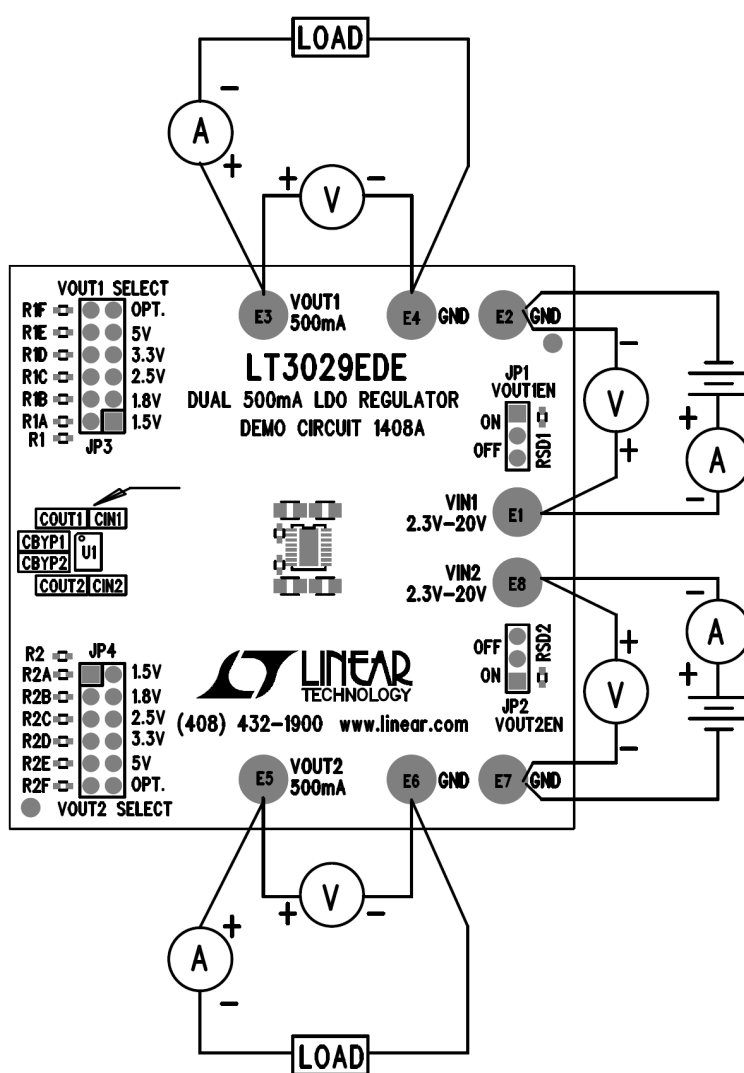 LOAD
-
A
+
+ V -
VOUT1 SELECT
R1F OPT.
R1E 5V
R1D 3.3V
R1C 2.5V
R1B 1.8V
R1A 1.5V
R1 JP3
E3 VOUT1
500mA
E4 GND
E2 GND
LT3029EDE
DUAL 500mA LDO REGULATOR
DEMO CIRCUIT 1408A
JP1
VOUT1EN
ON
OFF
RSD1
-
V
+
+
A
-
COUT1 CIN1
CBYP1
CBYP2
U1
COUT2 CIN2
VIN1
2.3V-20V
E1
VIN2
2.3V-20V
E8
R2 JP4
R2A 1.5V
R2B 1.8V
R2C 2.5V
R2D 3.3V
R2E 5V
R2F OPT.
VOUT2 SELECT
LT LINEAR
TECHNOLOGY
(408) 432-1900 www.linear.com
OFF
ON
RSD2
JP2
VOUT2EN
+
V
-
-
A
+
E5 VOUT2
500mA
E6 GND
E7 GND
+ V -
+
A
-
LOAD